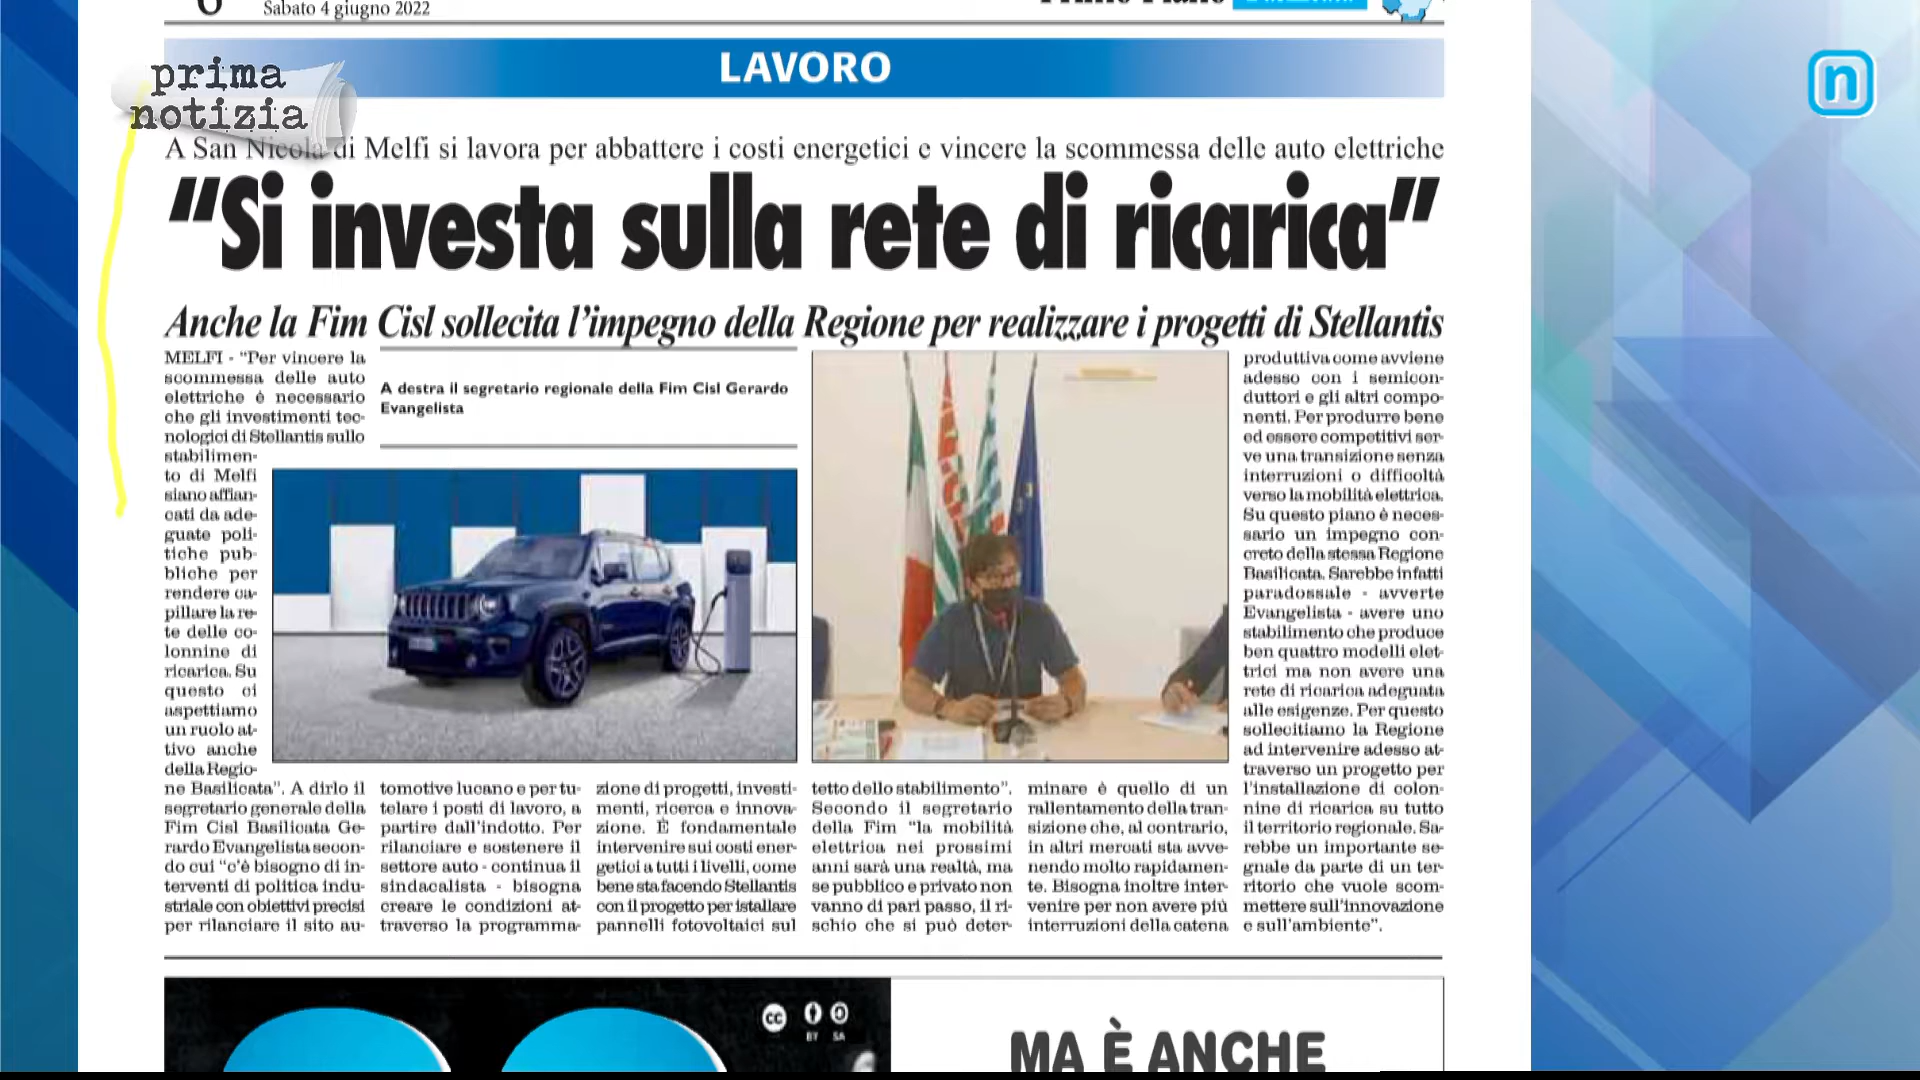 6
Sabato 4 giugno 2022
Primo Piano
LAVORO
prima
notizia
n
A San Nicola di Melfi si lavora per abbattere i costi energetici e vincere la scommessa delle auto elettriche
“Si investa sulla rete di ricarica”
Anche la Fim Cisl sollecita l’impegno della Regione per realizzare i progetti di Stellantis
MELFI - “Per vincere la
scommessa delle auto
elettriche è necessario
che gli investimenti tec-
nologici di Stellantis sullo
stabilimen-
to di Melfi
siano affian-
cati da ade-
guate poli-
tiche pub-
bliche per
rendere ca-
pillare la re-
te delle co-
lonnine di
ricarica. Su
questo ci
aspettiamo
un ruolo at-
tivo anche
della Regio-
ne Basilicata”. A dirlo il
segretario generale della
Fim Cisl Basilicata Ge-
rardo Evangelista secon-
do cui “c’è bisogno di in-
terventi di politica indu-
striale con obiettivi precisi
per rilanciare il sito au-
A destra il segretario regionale della Fim Cisl Gerardo
Evangelista
tomotive lucano e per tu-
telare i posti di lavoro, a
partire dall’indotto. Per
rilanciare e sostenere il
settore auto - continua il
sindacalista - bisogna
creare le condizioni at-
traverso la programma-
zione di progetti, investi-
menti, ricerca e innova-
zione. È fondamentale
intervenire sui costi ener-
getici a tutti i livelli, come
bene sta facendo Stellantis
con il progetto per istallare
pannelli fotovoltaici sul
tetto dello stabilimento”.
Secondo il segretario
della Fim “la mobilità
elettrica nei prossimi
anni sarà una realtà, ma
se pubblico e privato non
vanno di pari passo, il ri-
schio che si può deter-
minare è quello di un
rallentamento della tran-
sizione che, al contrario,
in altri mercati sta avve-
nendo molto rapidamen-
te. Bisogna inoltre inter-
venire per non avere più
interruzioni della catena
produttiva come avviene
adesso con i semicon-
duttori e gli altri compo-
nenti. Per produrre bene
ed essere competitivi ser-
ve una transizione senza
interruzioni o difficoltà
verso la mobilità elettrica.
Su questo piano è neces-
sario un impegno con-
creto della stessa Regione
Basilicata. Sarebbe infatti
paradossale - avverte
Evangelista - avere uno
stabilimento che produce
ben quattro modelli elet-
trici ma non avere una
rete di ricarica adeguata
alle esigenze. Per questo
sollecitiamo la Regione
ad intervenire adesso at-
traverso un progetto per
l’installazione di colon-
nine di ricarica su tutto
il territorio regionale. Sa-
rebbe un importante se-
gnale da parte di un ter-
ritorio che vuole scom-
mettere sull’innovazione
e sull’ambiente”.
cc
BY SA
MA È ANCHE